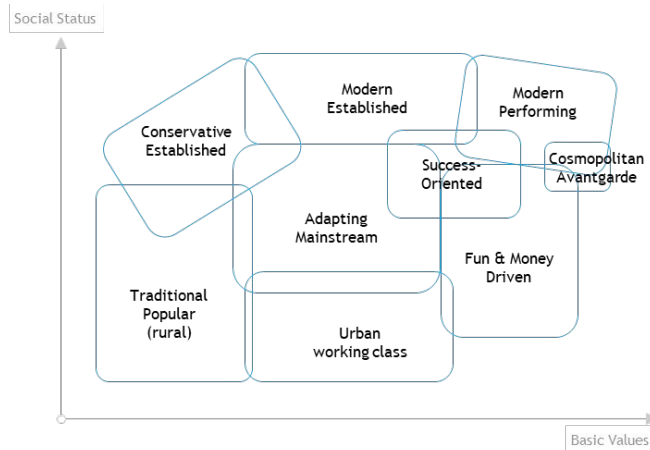 Social Status
Modern
Established
Modern
Performing
Conservative
Established
Success-
Oriented
Cosmopolitan
Avantgarde
Adapting
Mainstream
Fun & Money
Driven
Traditional
Popular
(rural)
Urban
working class
Basic Values